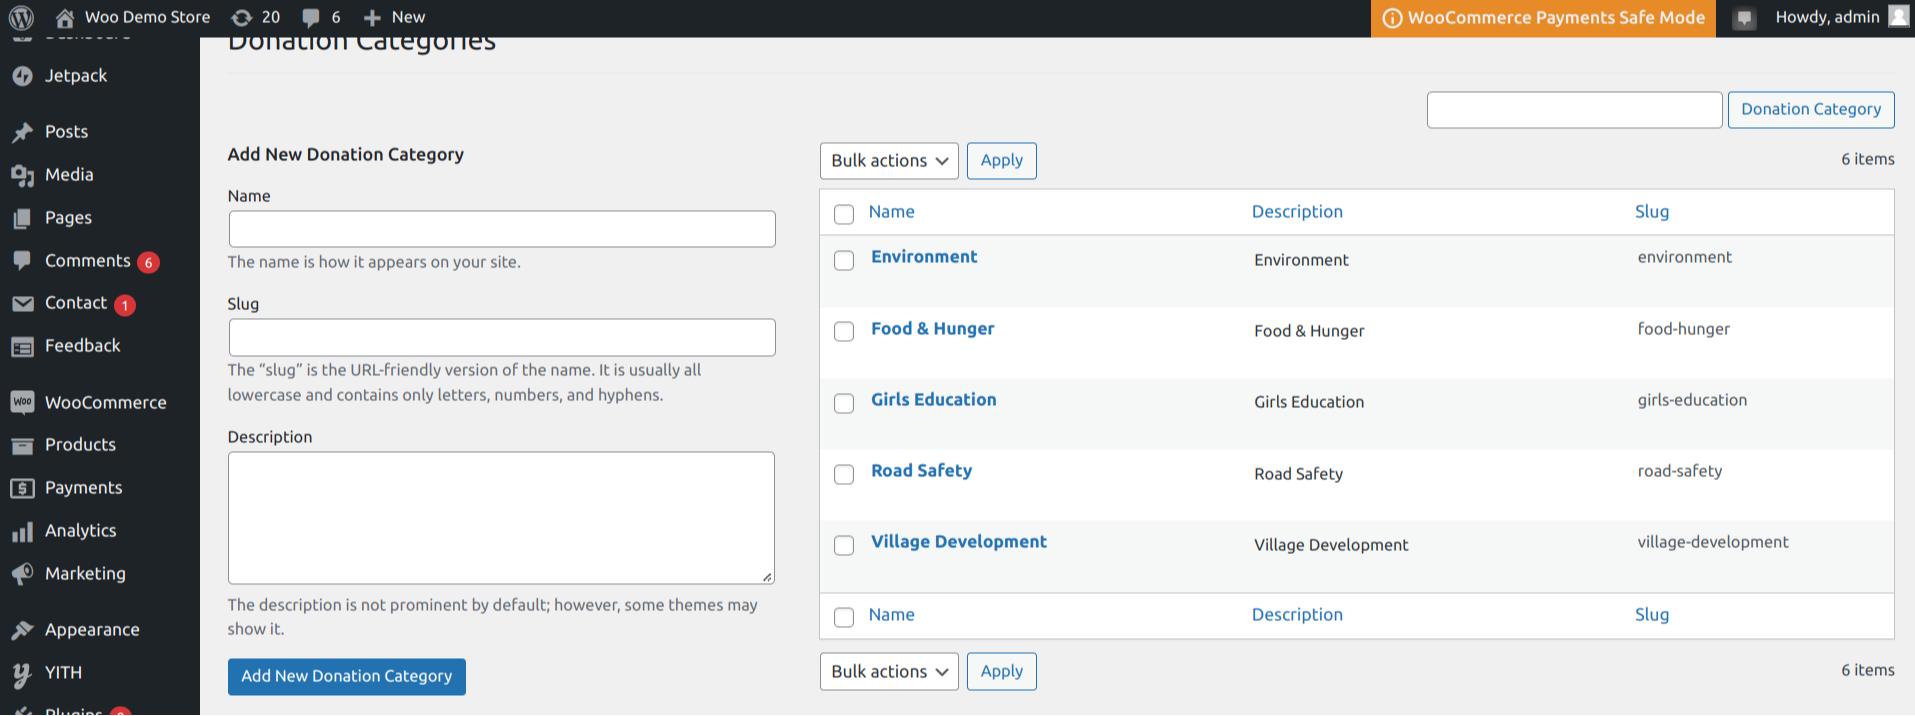 Woo Demo Store 20 6 New WooCommerce Payments Safe Mode Howdy, admin
Dashboard
Donation Categories
Jetpack
Posts
Media
Pages
Comments 6
Contact 1
Feedback
WooCommerce
Products
Payments
Analytics
Marketing
Appearance
YITH
Plugins
Donation Category
Add New Donation Category
Name
The name is how it appears on your site.
Slug
The “slug” is the URL-friendly version of the name. It is usually all
lowercase and contains only letters, numbers, and hyphens.
Description
The description is not prominent by default; however, some themes may
show it.
Add New Donation Category
Bulk actions Apply 6 items
Name Description Slug
Environment Environment environment
Food & Hunger Food & Hunger food-hunger
Girls Education Girls Education girls-education
Road Safety Road Safety road-safety
Village Development Village Development village-development
Name Description Slug
Bulk actions Apply 6 items